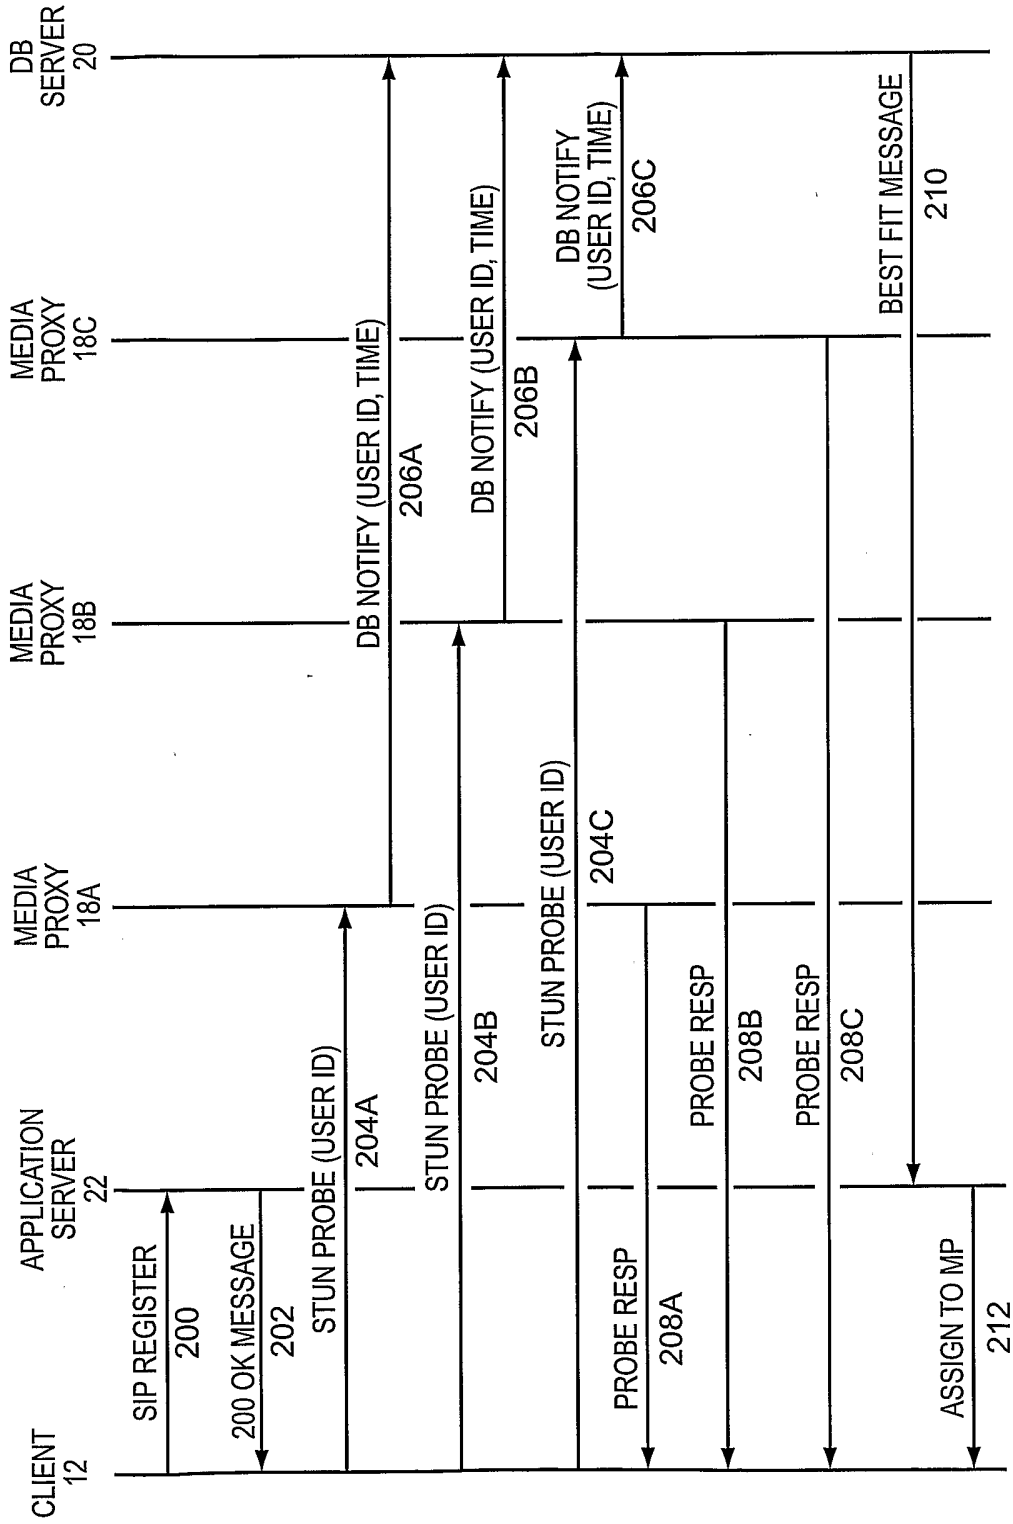 CLIENT
12
APPLICATION
SERVER
22
MEDIA
PROXY
18A
MEDIA
PROXY
18B
MEDIA
PROXY
18C
DB
SERVER
20
SIP REGISTER
200
200 OK MESSAGE
202
STUN PROBE (USER ID)
204A
DB NOTIFY (USER ID, TIME)
206A
STUN PROBE (USER ID)
204B
DB NOTIFY (USER ID, TIME)
206B
STUN PROBE (USER ID)
204C
DB NOTIFY
(USER ID, TIME)
206C
PROBE RESP
208A
PROBE RESP
208B
PROBE RESP
208C
BEST FIT MESSAGE
210
ASSIGN TO MP
212